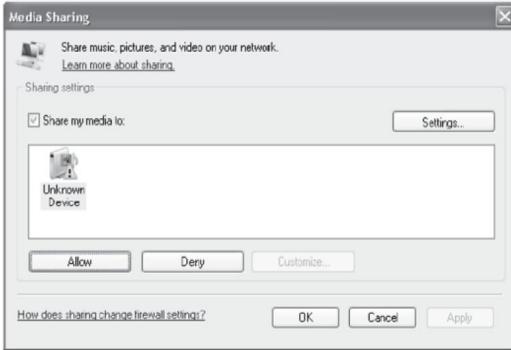 Media Sharing
Share music, pictures, and video on your network.
Learn more about sharing.
Sharing settings
Share my media to:
Settings...
Unknown
Device
Allow Deny Customize...
How does sharing change firewall settings?
OK Cancel Apply